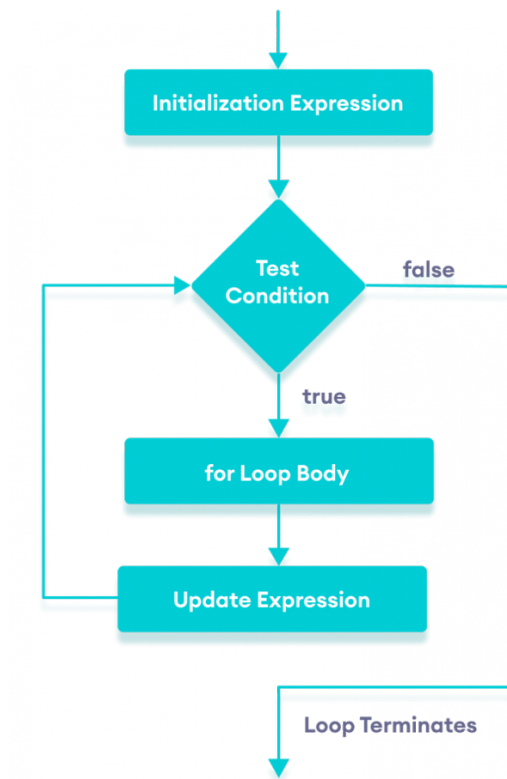 Initialization Expression
Test
Condition
false
true
for Loop Body
Update Expression
Loop Terminates